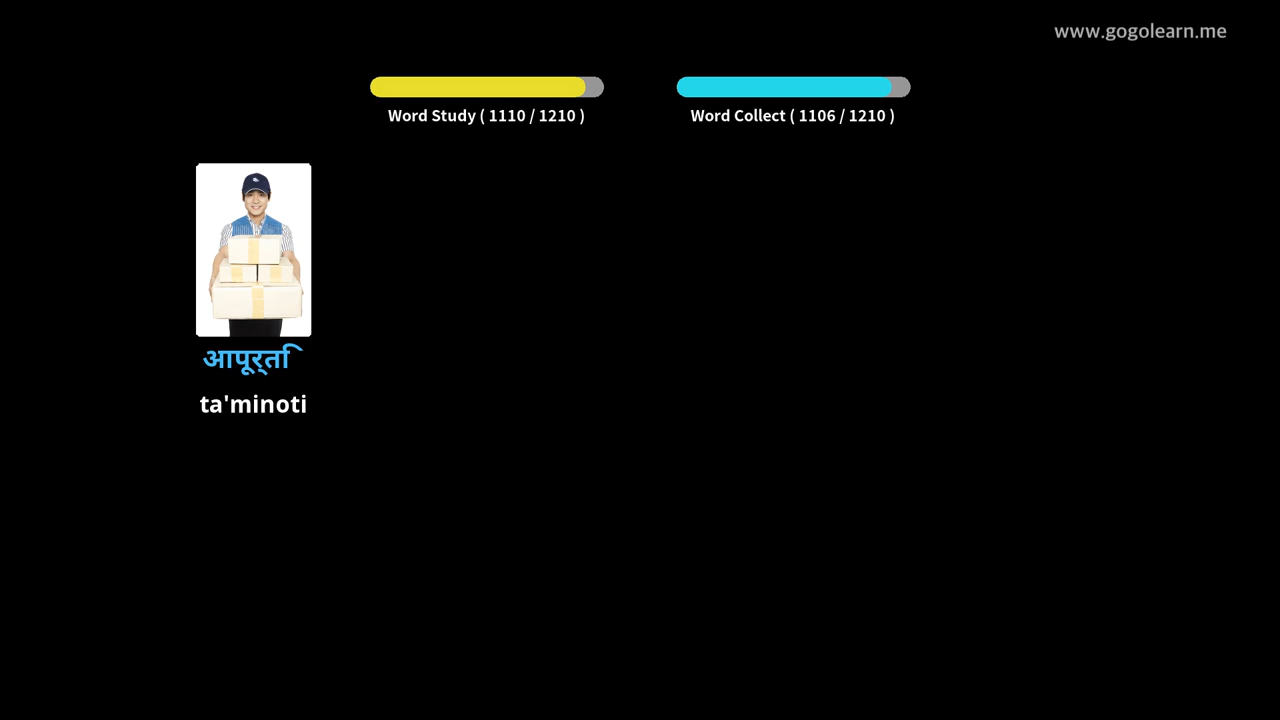 www.gogolearn.me
Word Study ( 1110 / 1210 )
Word Collect ( 1106 / 1210 )
आपूर्ति
ta'minoti